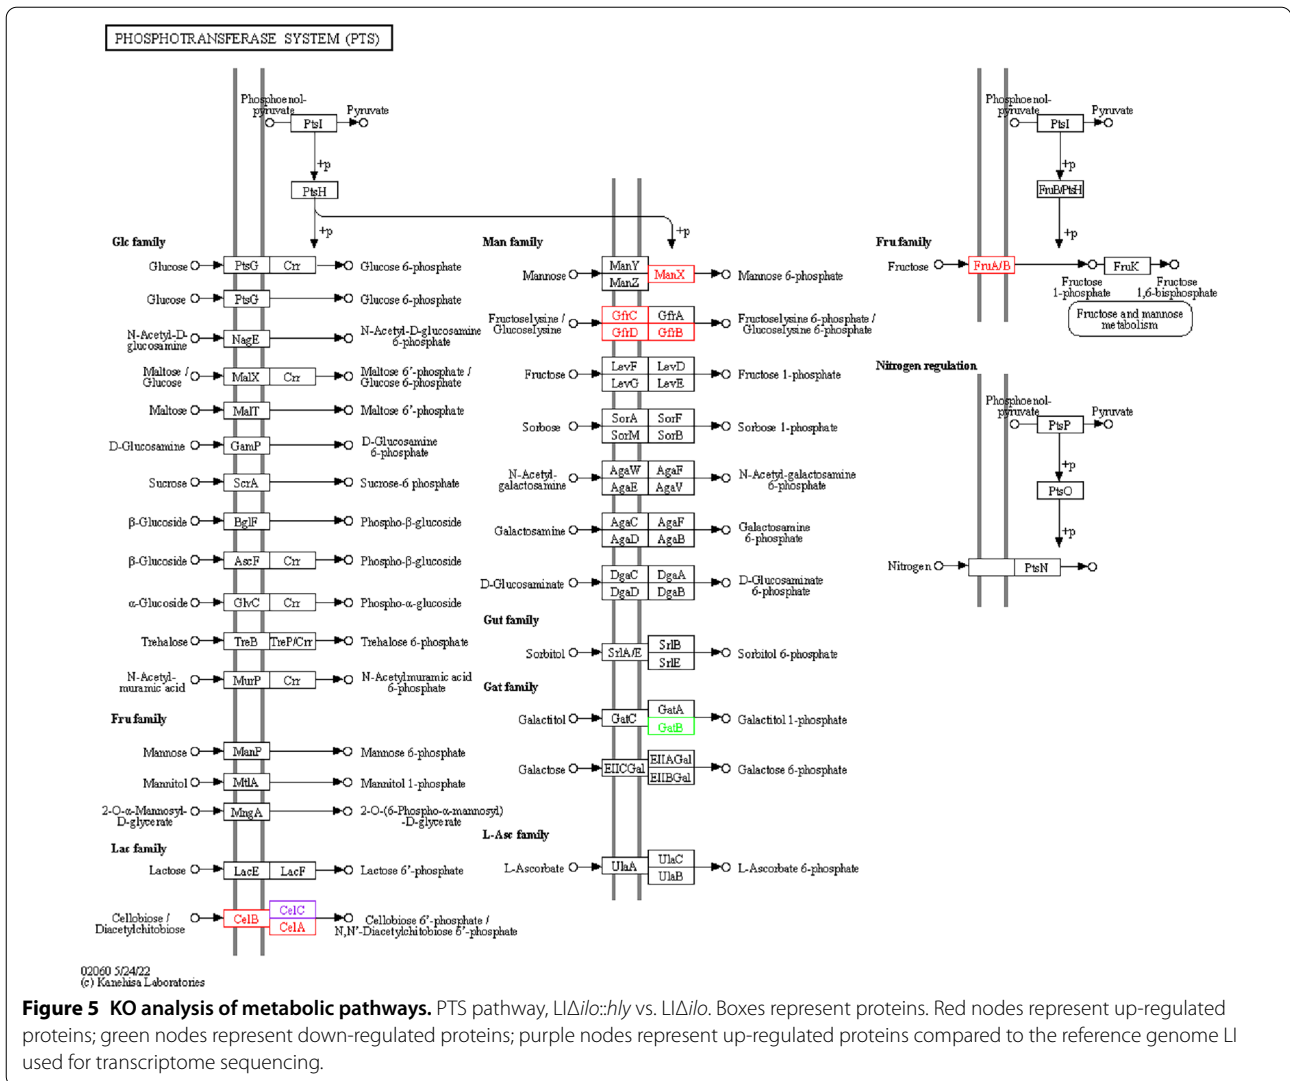 PHOSPHOTRANSFERASE SYSTEM (PTS)
Phosphoenol-
pyruvate
Pyruvate
PtsI
+p
PtsH
+p
+p
Glc family
Glucose
PtsG
Crr
Glucose 6-phosphate
Glucose
PtsG
Glucose 6-phosphate
N-Acetyl-D-
glucosamine
NagE
N-Acetyl-D-glucosamine
6-phosphate
Maltose /
Glucose
MalX
Crr
Maltose 6'-phosphate /
Glucose 6-phosphate
Maltose
MalT
Maltose 6'-phosphate
D-Glucosamine
GamP
D-Glucosamine
6-phosphate
Sucrose
ScrA
Sucrose-6 phosphate
β-Glucoside
BglF
Phospho-β-glucoside
β-Glucoside
AscF
Crr
Phospho-β-glucoside
α-Glucoside
GlvC
Crr
Phospho-α-glucoside
Trehalose
TreB
TreP/Crr
Trehalose 6-phosphate
N-Acetyl-
muramic acid
MurP
Crr
N-Acetylmuramic acid
6-phosphate
Fru family
Mannose
ManP
Mannose 6-phosphate
Mannitol
MtlA
Mannitol 1-phosphate
2-O-α-Mannosyl-
D-glycerate
MngA
2-O-(6-Phospho-α-mannosyl)
-D-glycerate
Lac family
Lactose
LacE
LacF
Lactose 6'-phosphate
Cellobiose /
Diacetylchitobiose
CelB
CelC
CelA
Cellobiose 6'-phosphate /
N,N'-Diacetylchitobiose 6'-phosphate
Man family
Mannose
ManY
ManZ
ManX
Mannose 6-phosphate
Fructoselysine /
Glucoselysine
GfrC
GfrA
GfrD
GfrB
Fructoselysine 6-phosphate /
Glucoselysine 6-phosphate
Fructose
LevF
LevD
LevG
LevE
Fructose 1-phosphate
Sorbose
SorA
SorF
SorM
SorB
Sorbose 1-phosphate
N-Acetyl-
galactosamine
AgaW
AgaF
AgaE
AgaV
N-Acetyl-galactosamine
6-phosphate
Galactosamine
AgaC
AgaF
AgaD
AgaB
Galactosamine
6-phosphate
D-Glucosaminate
DgaC
DgaA
DgaD
DgaB
D-Glucosaminate
6-phosphate
Gut family
Sorbitol
SrlA/E
SrlB
SrlE
Sorbitol 6-phosphate
Gat family
Galactitol
GatC
GatA
GatB
Galactitol 1-phosphate
Galactose
EIICGal
EIIAGal
EIIBGal
Galactose 6-phosphate
L-Asc family
L-Ascorbate
UlaA
UlaC
UlaB
L-Ascorbate 6-phosphate
Phosphoenol-
pyruvate
Pyruvate
PtsI
+p
FruB/PtsH
+p
Fru family
Fructose
FruA/B
FruK
Fructose
1-phosphate
Fructose
1,6-bisphosphate
Fructose and mannose
metabolism
Nitrogen regulation
Phosphoenol-
pyruvate
Pyruvate
PtsP
+p
PtsO
+p
Nitrogen
PtsN
02060 5/24/22
(c) Kanehisa Laboratories
Figure 5 KO analysis of metabolic pathways. PTS pathway, LIΔilo::hly vs. LIΔilo. Boxes represent proteins. Red nodes represent up-regulated
proteins; green nodes represent down-regulated proteins; purple nodes represent up-regulated proteins compared to the reference genome LI
used for transcriptome sequencing.